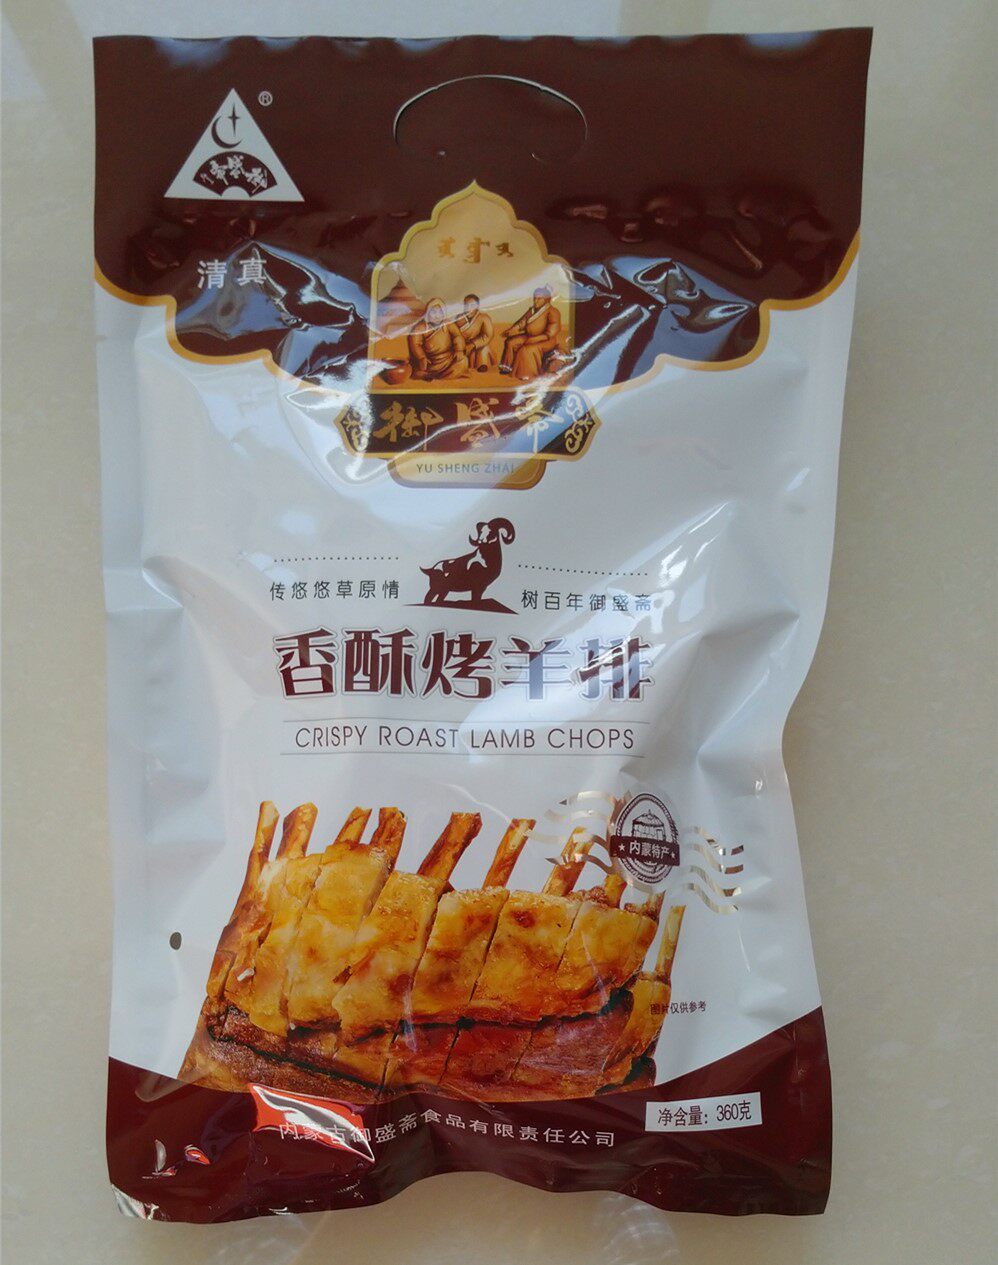 ®
御盛斋
清真
御盛斋
YU SHENG ZHAI
传悠悠草原情
树百年御盛斋
香酥烤羊排
CRISPY ROAST LAMB CHOPS
内蒙特产
图片仅供参考
净含量：360克
内蒙古御盛斋食品有限责任公司